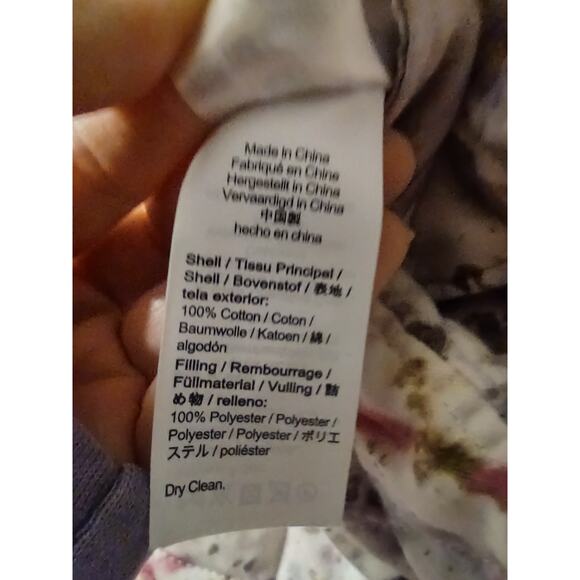 Made in China
Fabriqué en Chine
Hergestellt in China
Vervaardigd in China
中国製
hecho en china
Shell / Tissu Principal /
Shell / Bovenstof / 表地 /
tela exterior:
100% Cotton / Coton /
Baumwolle / Katoen / 綿 /
algodón
Filling / Rembourrage /
Füllmaterial / Vulling / 詰
め物 / relleno:
100% Polyester / Polyester /
Polyester / Polyester / ポリエ
ステル / poliéster
Dry Clean.